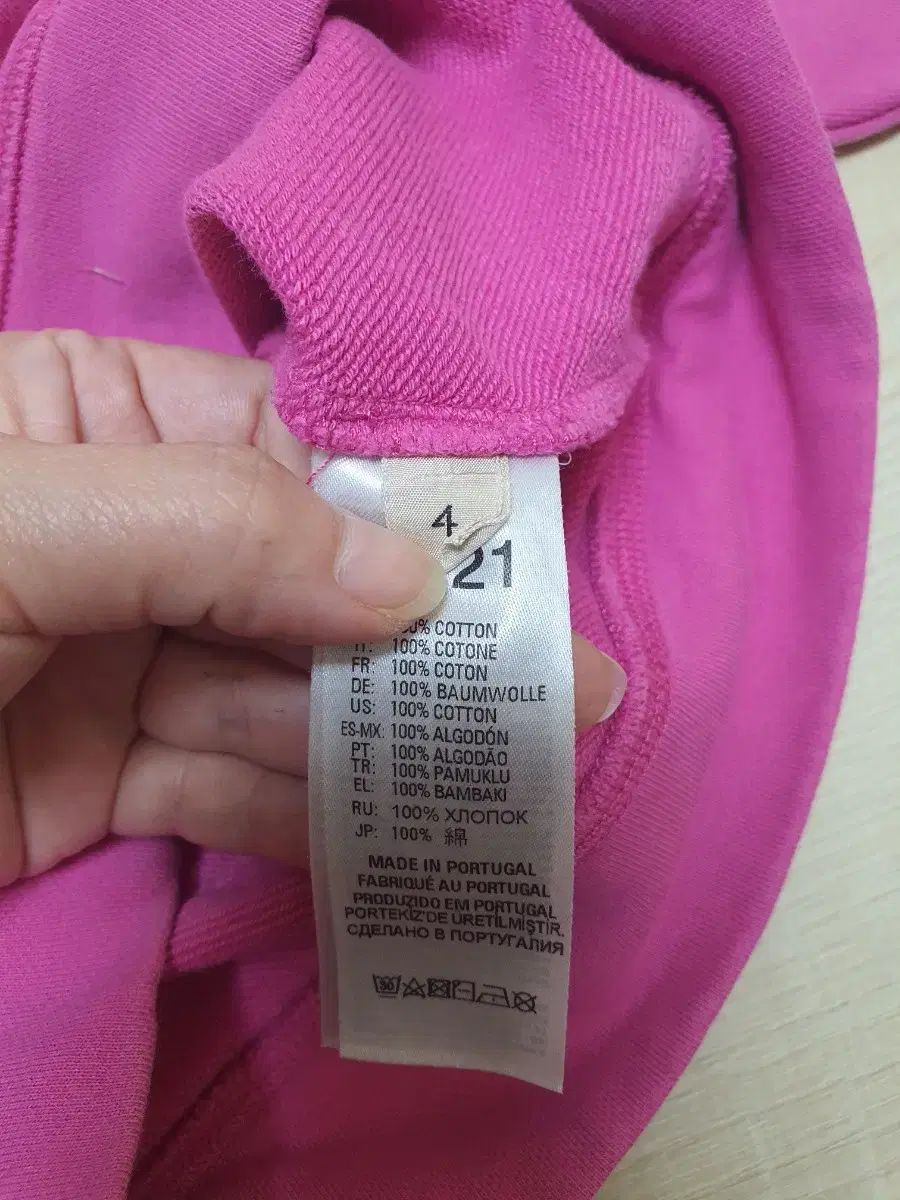 4
21
COTTON
100% COTONE
FR: 100% COTON
DE: 100% BAUMWOLLE
US: 100% COTTON
ES-MX: 100% ALGODÓN
PT: 100% ALGODÃO
TR: 100% PAMUKLU
EL: 100% BAMBAKI
RU: 100% ХЛОПОК
JP: 100% 綿
MADE IN PORTUGAL
FABRIQUÉ AU PORTUGAL
PRODUZIDO EM PORTUGAL
PORTEKİZ'DE ÜRETİLMİŞTİR.
СДЕЛАНО В ПОРТУГАЛИЯ
30